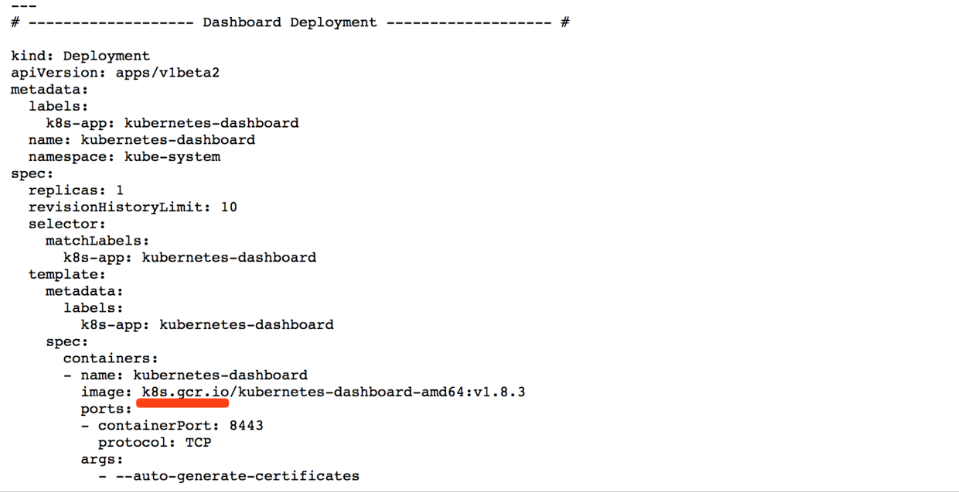 ---
# ------------------- Dashboard Deployment ------------------- #

kind: Deployment
apiVersion: apps/v1beta2
metadata:
  labels:
    k8s-app: kubernetes-dashboard
  name: kubernetes-dashboard
  namespace: kube-system
spec:
  replicas: 1
  revisionHistoryLimit: 10
  selector:
    matchLabels:
      k8s-app: kubernetes-dashboard
  template:
    metadata:
      labels:
        k8s-app: kubernetes-dashboard
    spec:
      containers:
      - name: kubernetes-dashboard
        image: k8s.gcr.io/kubernetes-dashboard-amd64:v1.8.3
        ports:
        - containerPort: 8443
          protocol: TCP
        args:
          - --auto-generate-certificates